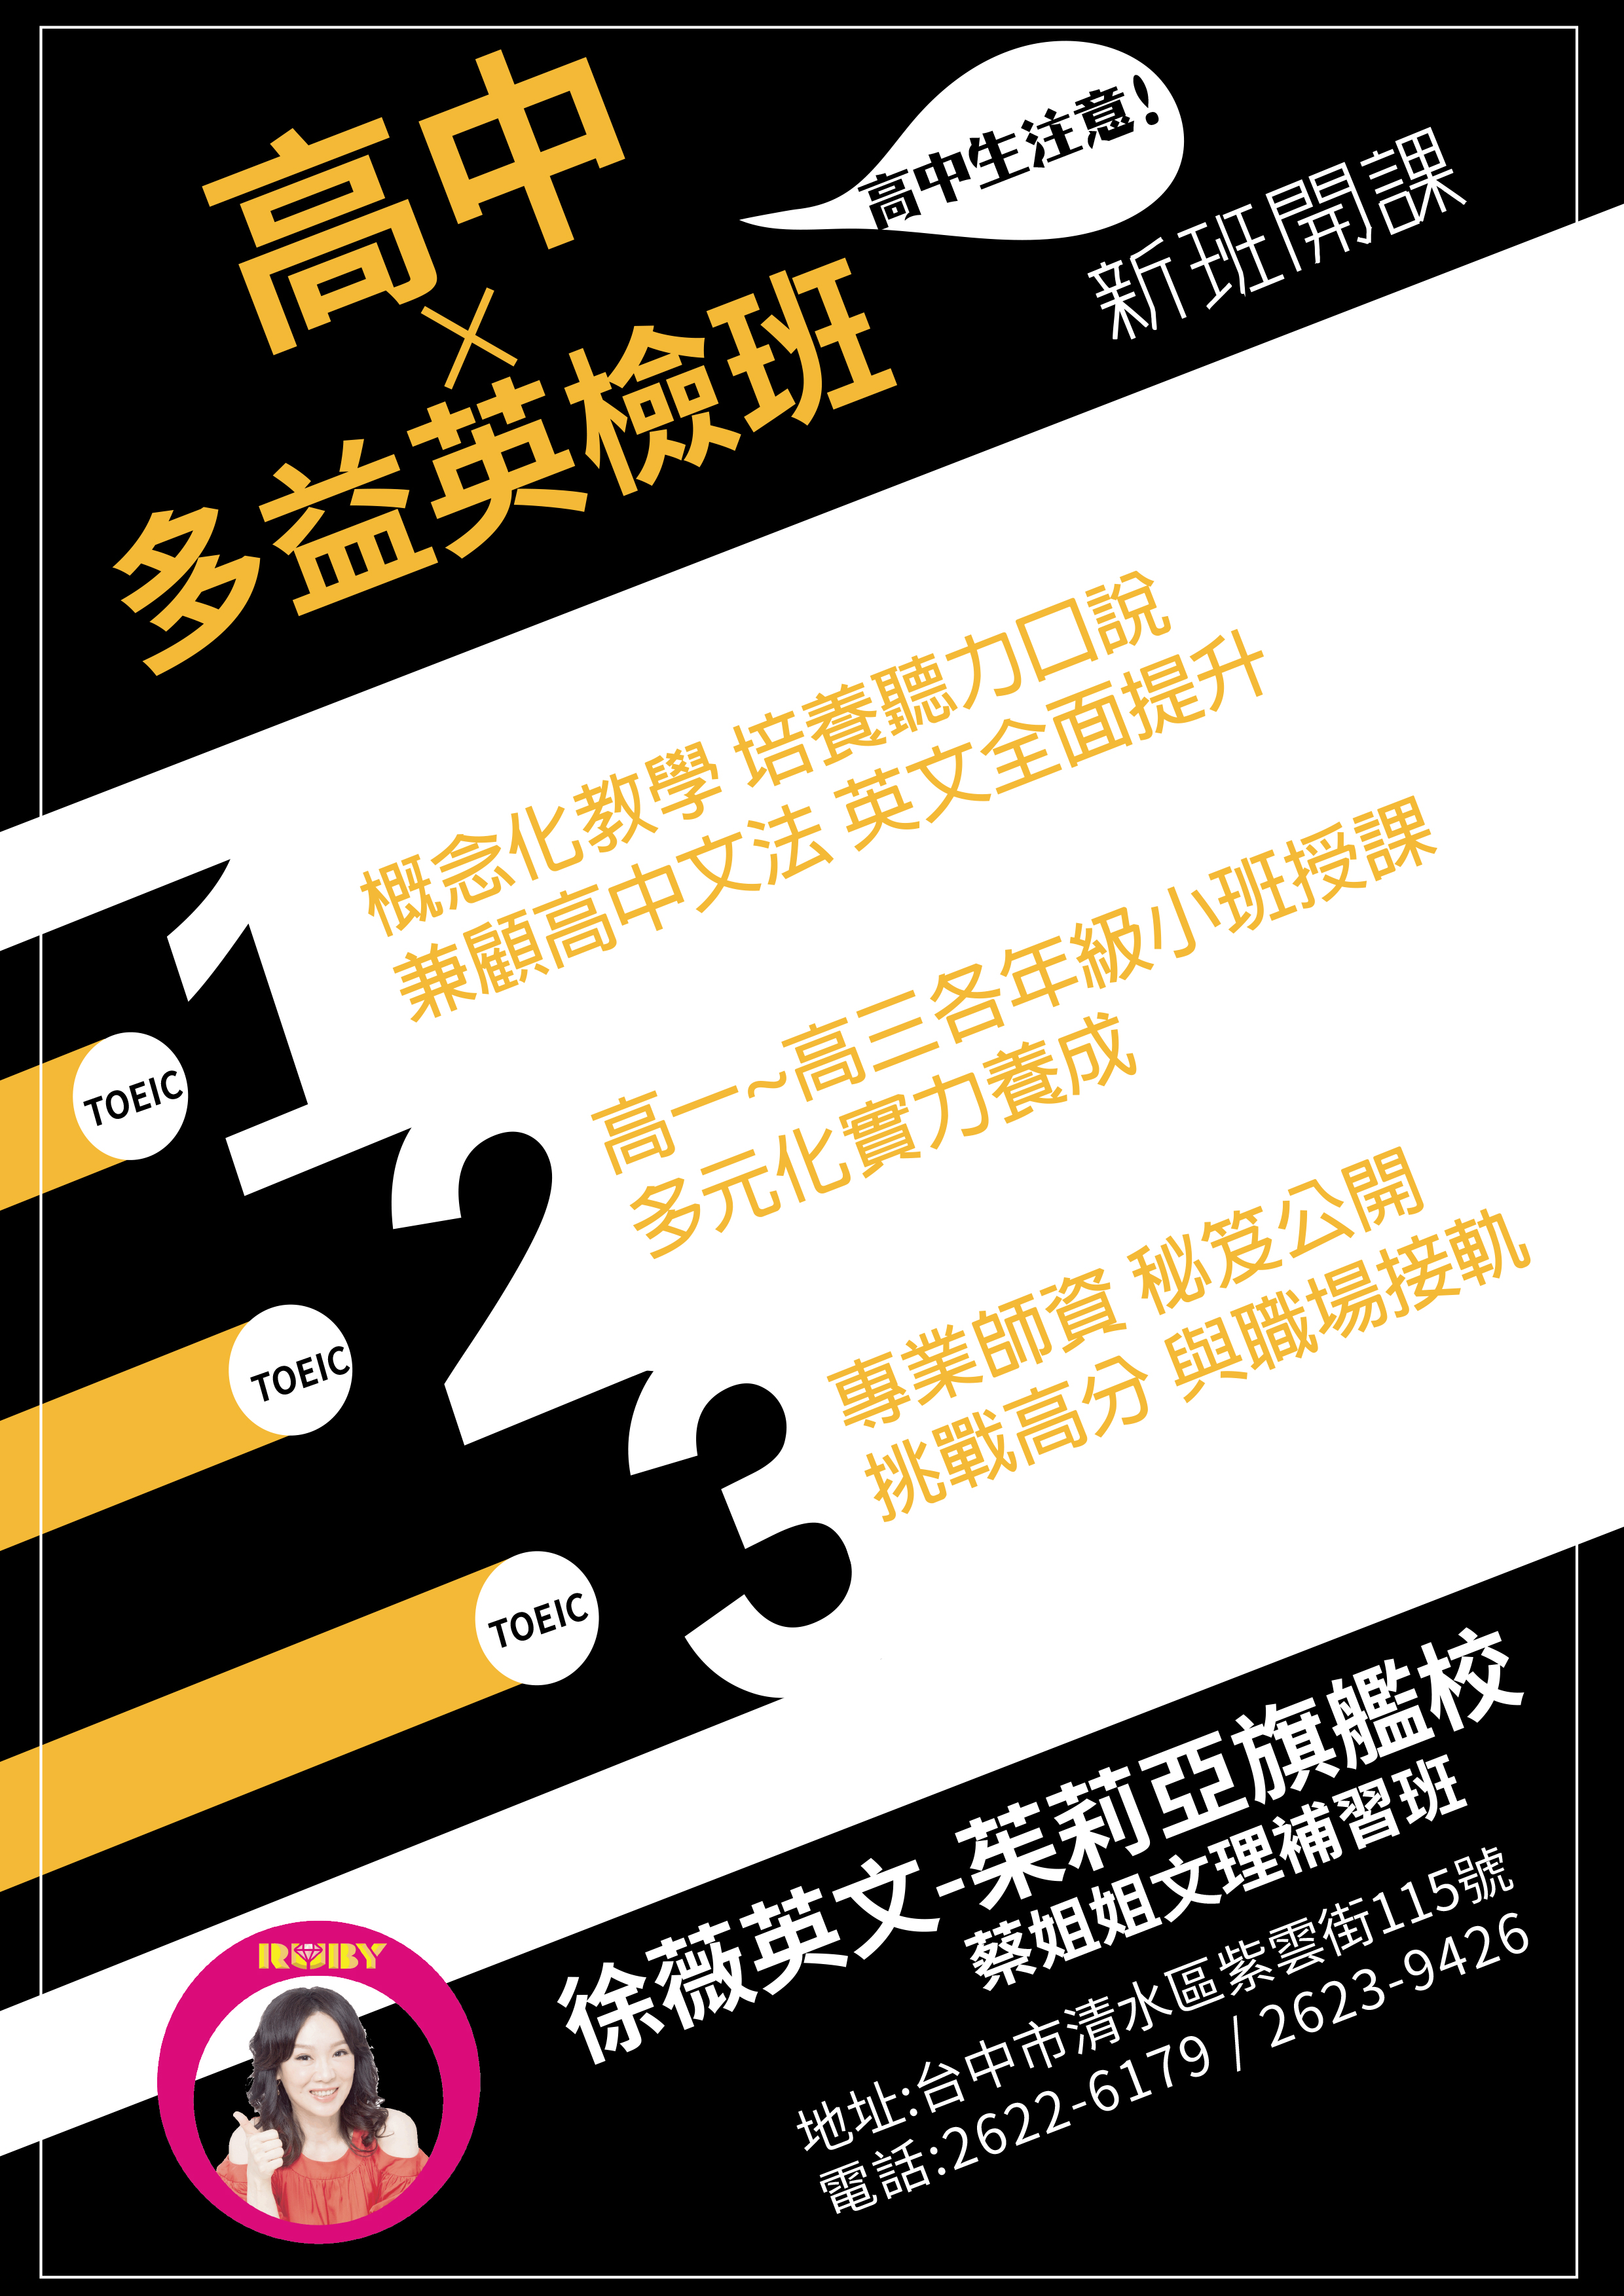 高中生注意!
新班開課
高中
×
多益英檢班
1
概念化教學 培養聽力口說
兼顧高中文法 英文全面提升
TOEIC
2
高一~高三各年級小班授課
多元化實力養成
TOEIC
3
專業師資 秘笈公開
挑戰高分 與職場接軌
TOEIC
徐薇英文-茱莉亞旗艦校
蔡姐姐文理補習班
地址:台中市清水區紫雲街115號
電話:2622-6179 / 2623-9426
RUBY